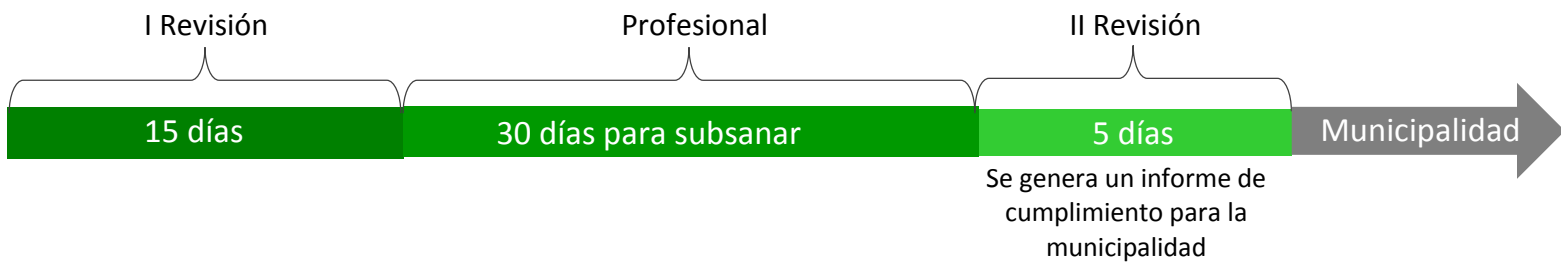 I Revisión
Profesional
II Revisión
15 días
30 días para subsanar
5 días
Municipalidad
Se genera un informe de
cumplimiento para la
municipalidad